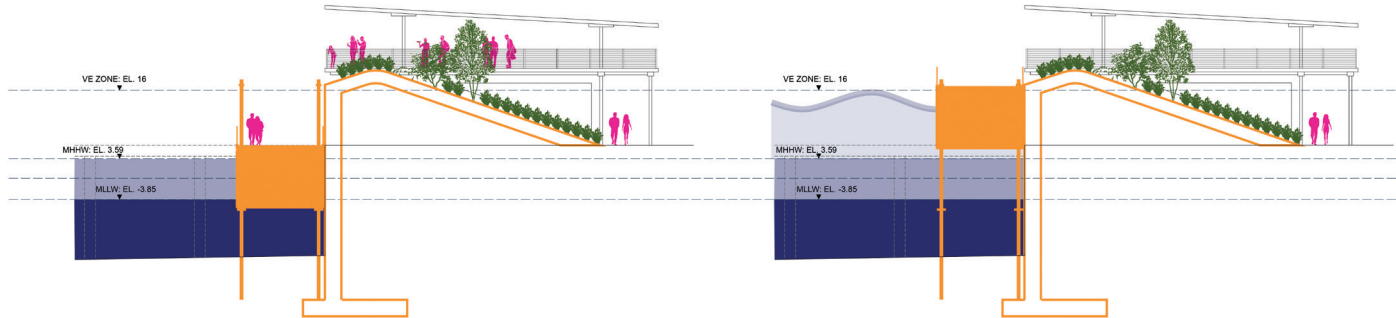 VE ZONE: EL. 16
MHHW: EL. 3.59
MLLW: EL. -3.85
VE ZONE: EL. 16
MHHW: EL. 3.59
MLLW: EL. -3.85